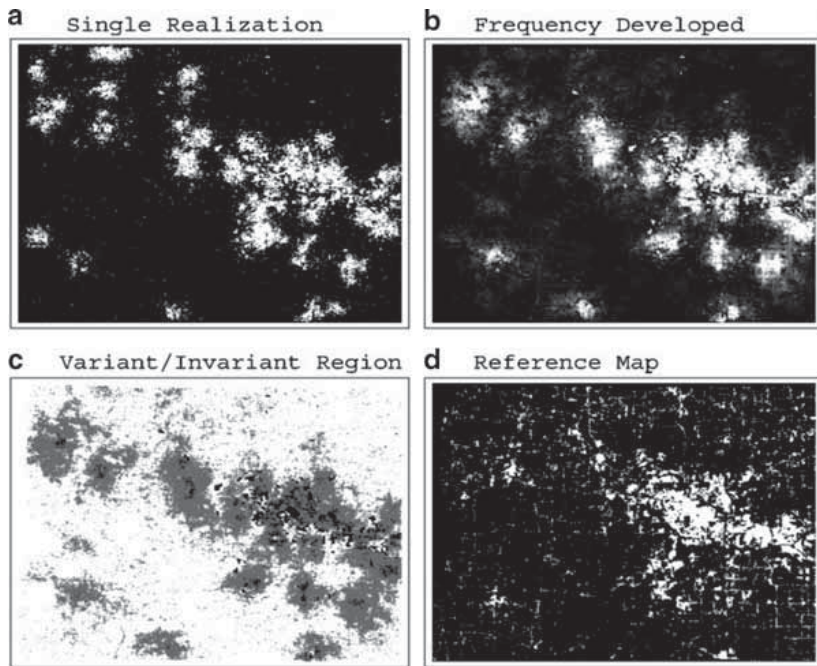 a Single Realization
b Frequency Developed
c Variant/Invariant Region
d Reference Map